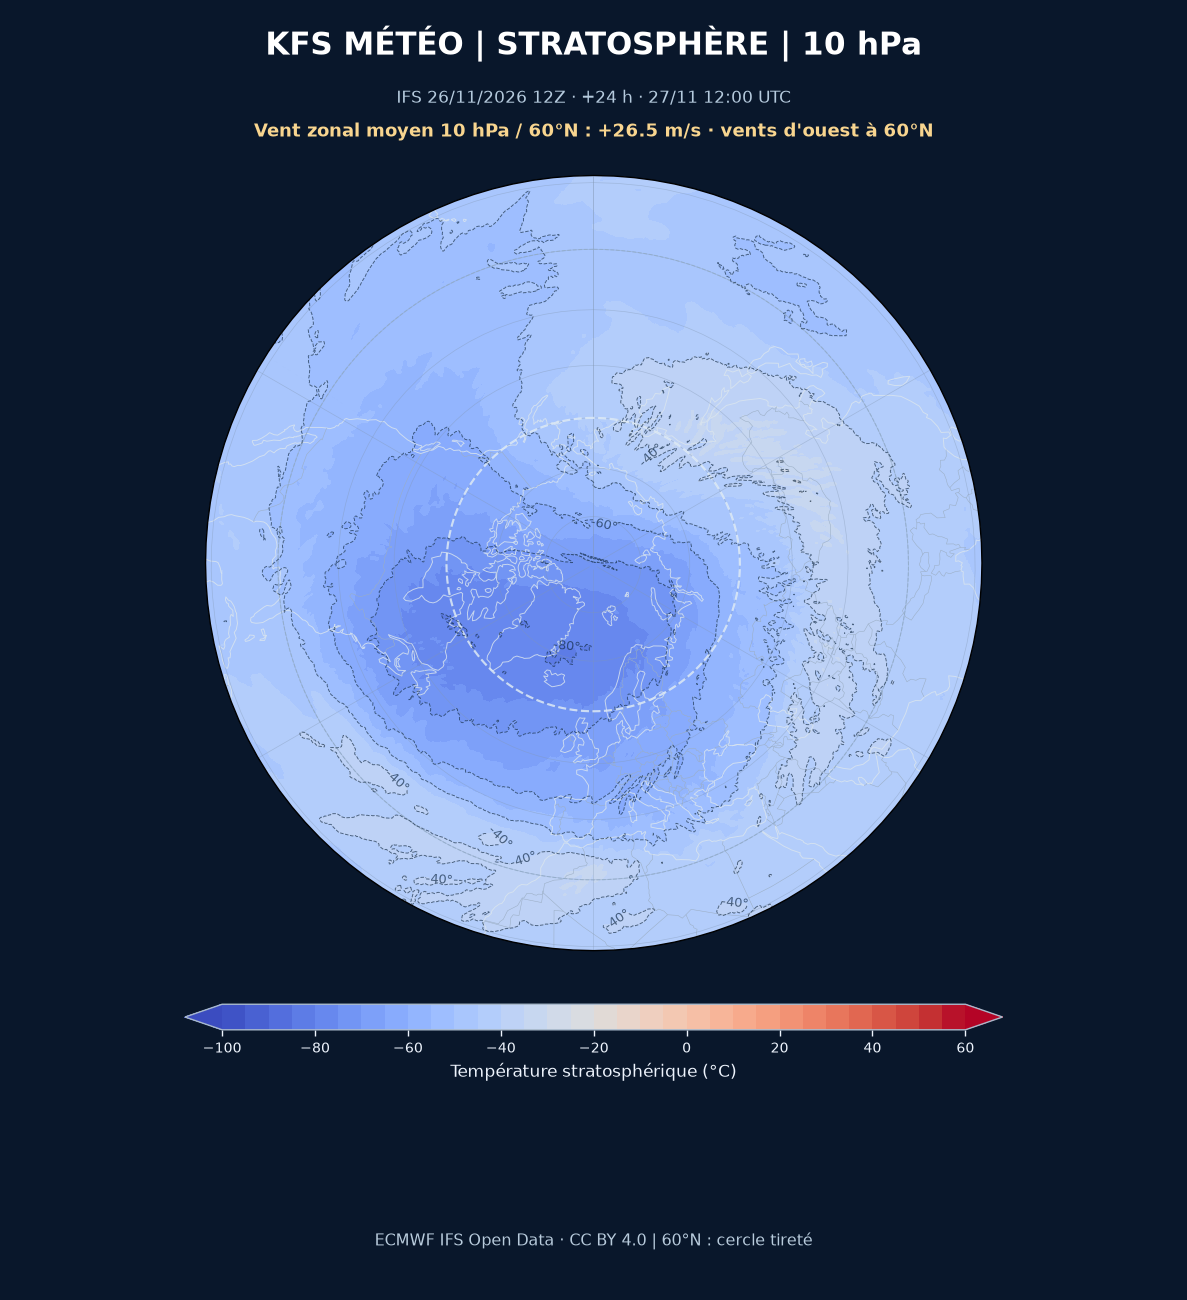 KFS MÉTÉO | STRATOSPHÈRE | 10 hPa
IFS 26/11/2026 12Z · +24 h · 27/11 12:00 UTC
Vent zonal moyen 10 hPa / 60°N : +26.5 m/s · vents d'ouest à 60°N
40°
-60°
-80°
40°
-40°
40°
40°
40°
40°
−100 −80 −60 −40 −20 0 20 40 60
Température stratosphérique (°C)
ECMWF IFS Open Data · CC BY 4.0 | 60°N : cercle tireté